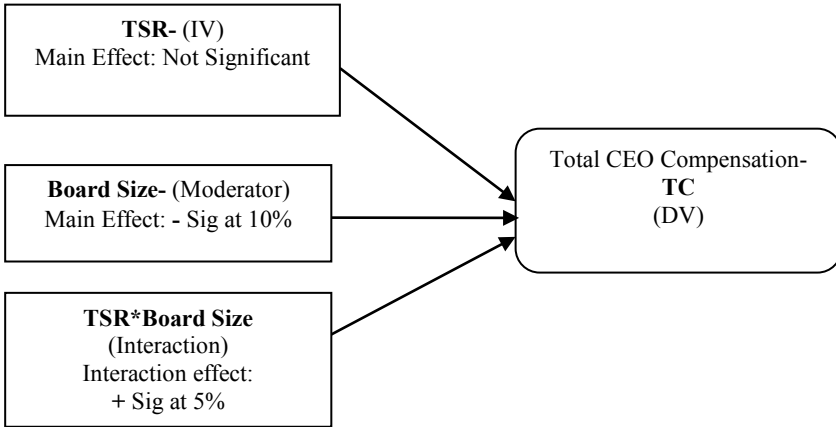 TSR- (IV)
Main Effect: Not Significant
Board Size- (Moderator)
Main Effect: - Sig at 10%
TSR*Board Size
(Interaction)
Interaction effect:
+ Sig at 5%
Total CEO Compensation-
TC
(DV)